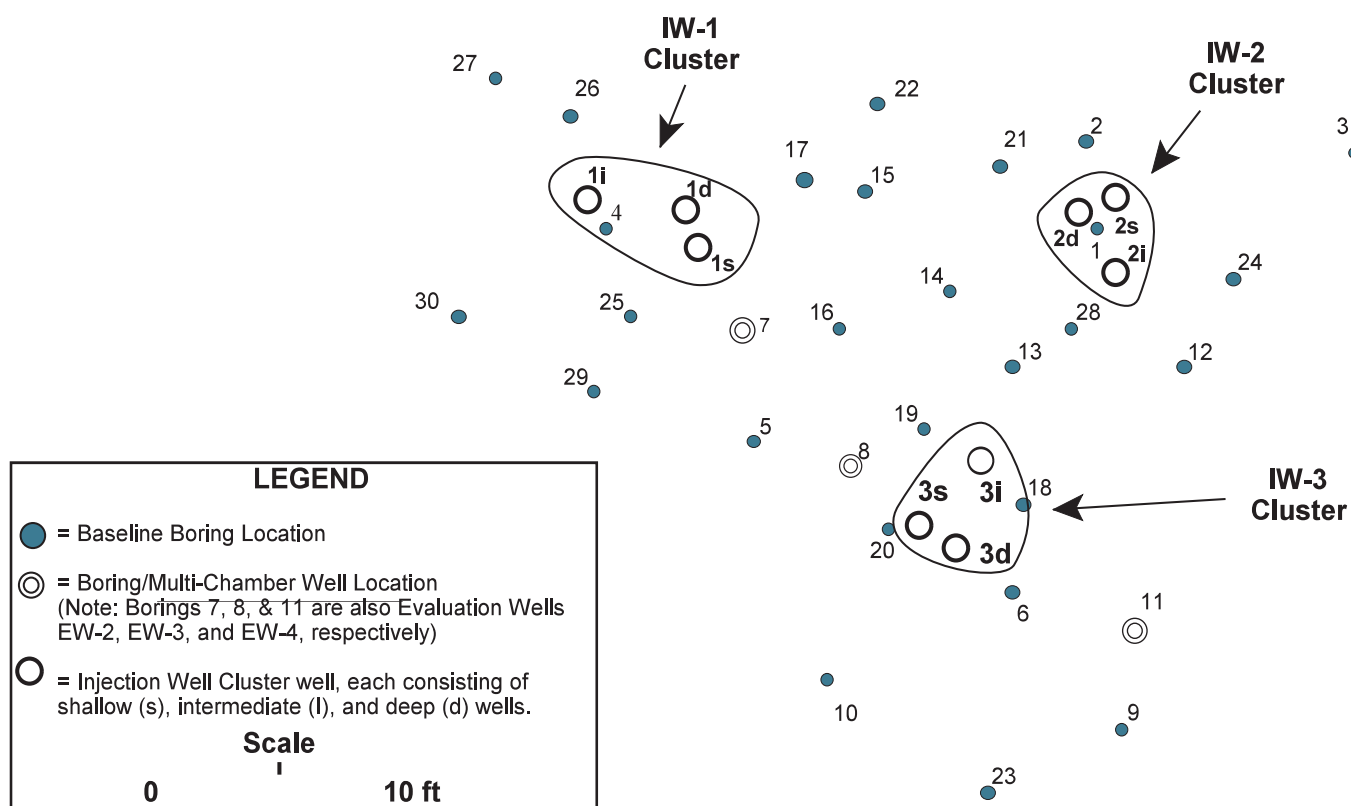 IW-1
Cluster
IW-2
Cluster
27
26
22
2
3
21
17
15
1i
1d
4
1s
2d
2s
1
2i
24
14
30
25
7
16
28
13
12
29
5
19
8
3s
3i
18
IW-3
Cluster
20
3d
6
11
10
9
23
LEGEND
= Baseline Boring Location
= Boring/Multi-Chamber Well Location
(Note: Borings 7, 8, & 11 are also Evaluation Wells
EW-2, EW-3, and EW-4, respectively)
= Injection Well Cluster well, each consisting of
shallow (s), intermediate (I), and deep (d) wells.
Scale
0 10 ft